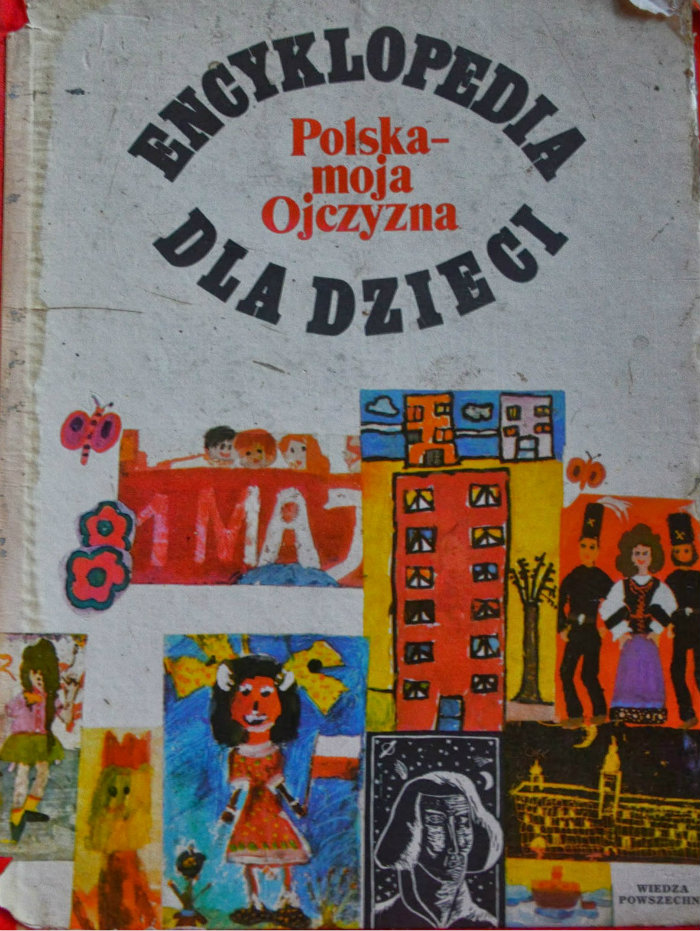 ENCYKLOPEDIA
Polska-
moja
Ojczyzna
DLA DZIECI
1 MAJ
WIEDZA
POWSZECHN